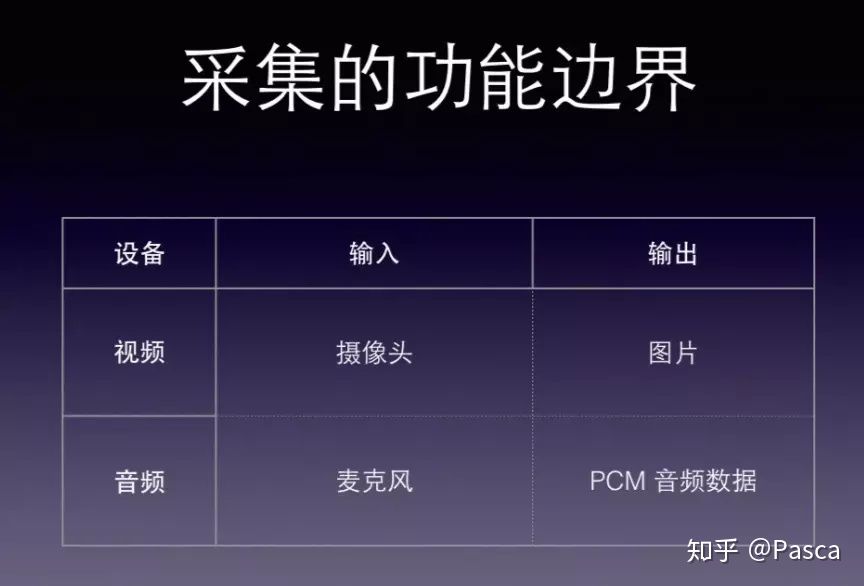 采集的功能边界
设备 输入 输出
视频 摄像头 图片
音频 麦克风 PCM 音频数据
知乎 @Pasca